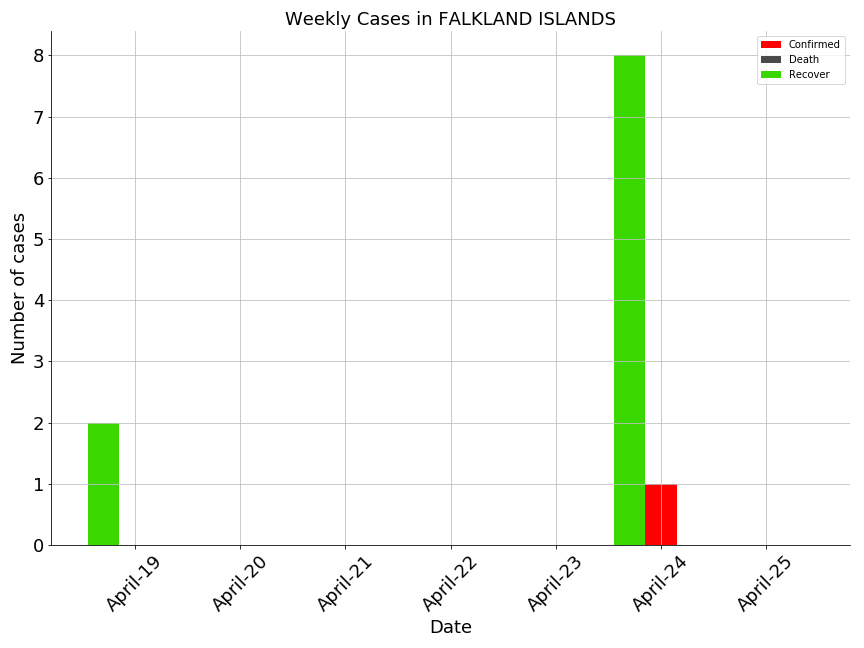 Weekly Cases in FALKLAND ISLANDS
Confirmed
Death
Recover
Number of cases
8
7
6
5
4
3
2
1
0
April-19
April-20
April-21
April-22
April-23
April-24
April-25
Date